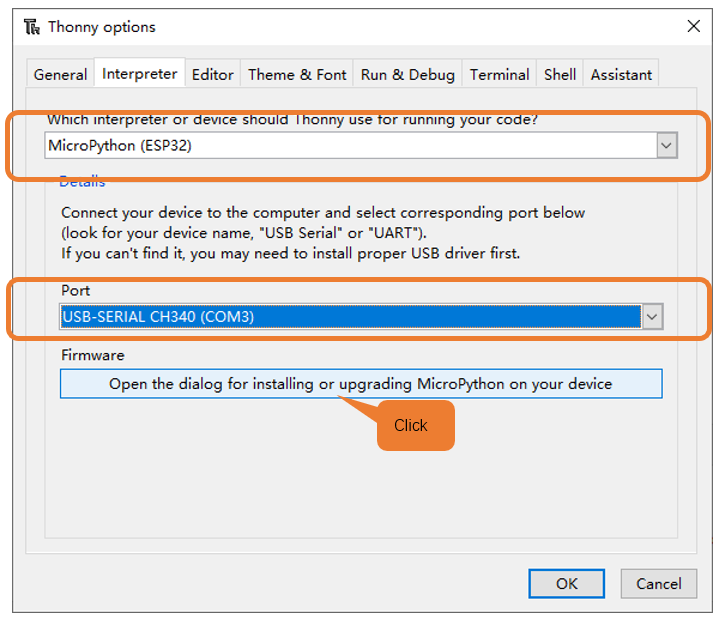 Thonny options
General Interpreter Editor Theme & Font Run & Debug Terminal Shell Assistant
Which interpreter or device should Thonny use for running your code?
MicroPython (ESP32)
Details
Connect your device to the computer and select corresponding port below
(look for your device name, "USB Serial" or "UART").
If you can't find it, you may need to install proper USB driver first.
Port
USB-SERIAL CH340 (COM3)
Firmware
Open the dialog for installing or upgrading MicroPython on your device
Click
OK Cancel